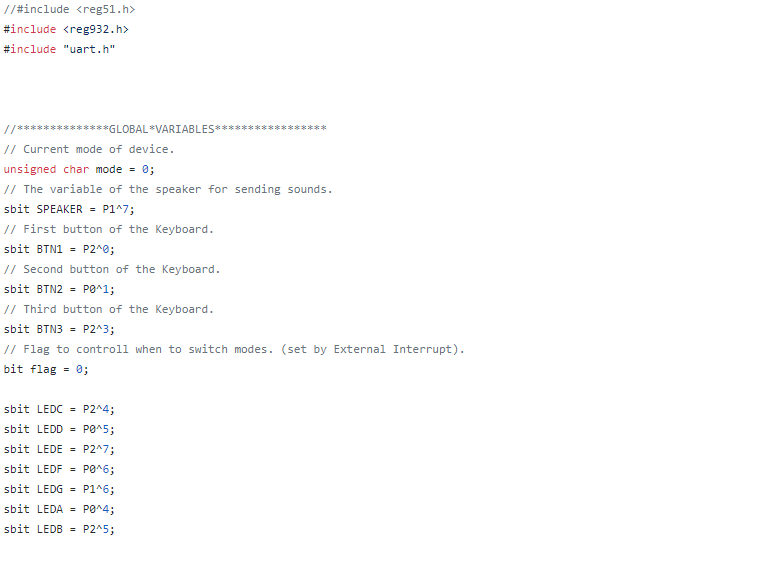 //#include <reg51.h>
#include <reg932.h>
#include "uart.h"
//**************GLOBAL*VARIABLES*****************
// Current mode of device.
unsigned char mode = 0;
// The variable of the speaker for sending sounds.
sbit SPEAKER = P1^7;
// First button of the Keyboard.
sbit BTN1 = P2^0;
// Second button of the Keyboard.
sbit BTN2 = P0^1;
// Third button of the Keyboard.
sbit BTN3 = P2^3;
// Flag to controll when to switch modes. (set by External Interrupt).
bit flag = 0;
sbit LEDC = P2^4;
sbit LEDD = P0^5;
sbit LEDE = P2^7;
sbit LEDF = P0^6;
sbit LEDG = P1^6;
sbit LEDA = P0^4;
sbit LEDB = P2^5;